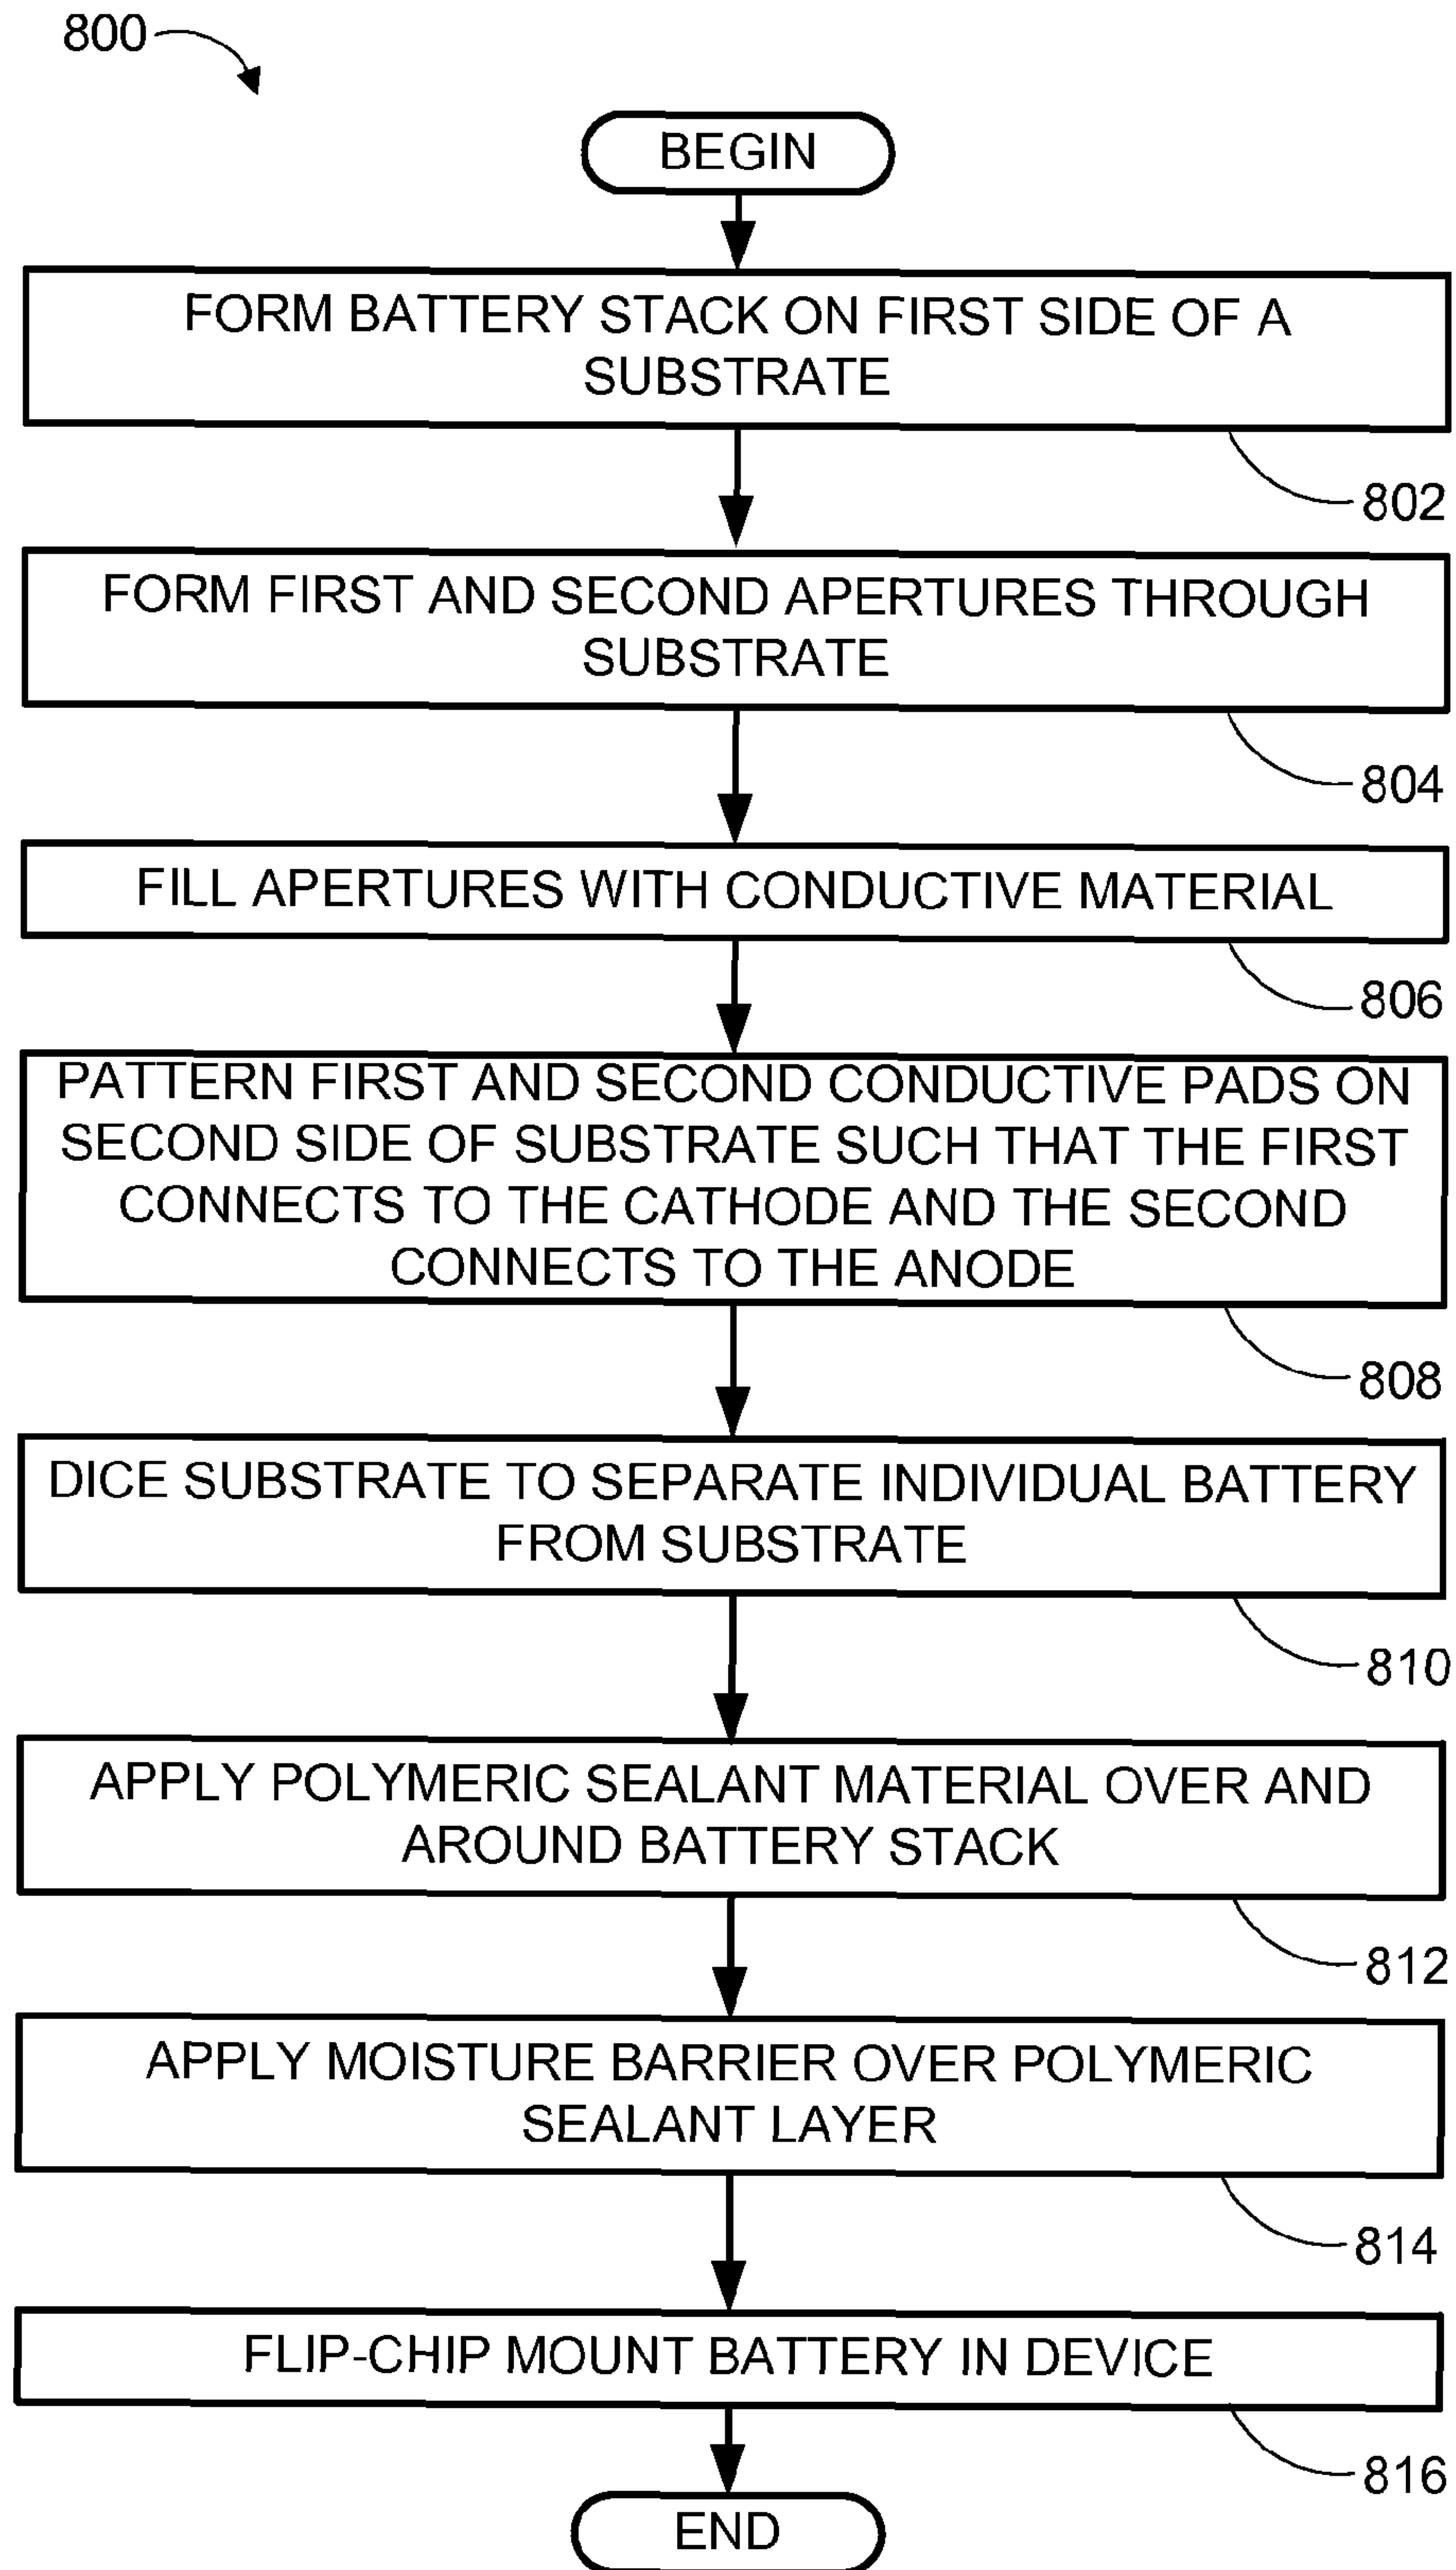 800
BEGIN
FORM BATTERY STACK ON FIRST SIDE OF A
SUBSTRATE
802
FORM FIRST AND SECOND APERTURES THROUGH
SUBSTRATE
804
FILL APERTURES WITH CONDUCTIVE MATERIAL
806
PATTERN FIRST AND SECOND CONDUCTIVE PADS ON
SECOND SIDE OF SUBSTRATE SUCH THAT THE FIRST
CONNECTS TO THE CATHODE AND THE SECOND
CONNECTS TO THE ANODE
808
DICE SUBSTRATE TO SEPARATE INDIVIDUAL BATTERY
FROM SUBSTRATE
810
APPLY POLYMERIC SEALANT MATERIAL OVER AND
AROUND BATTERY STACK
812
APPLY MOISTURE BARRIER OVER POLYMERIC
SEALANT LAYER
814
FLIP-CHIP MOUNT BATTERY IN DEVICE
816
END